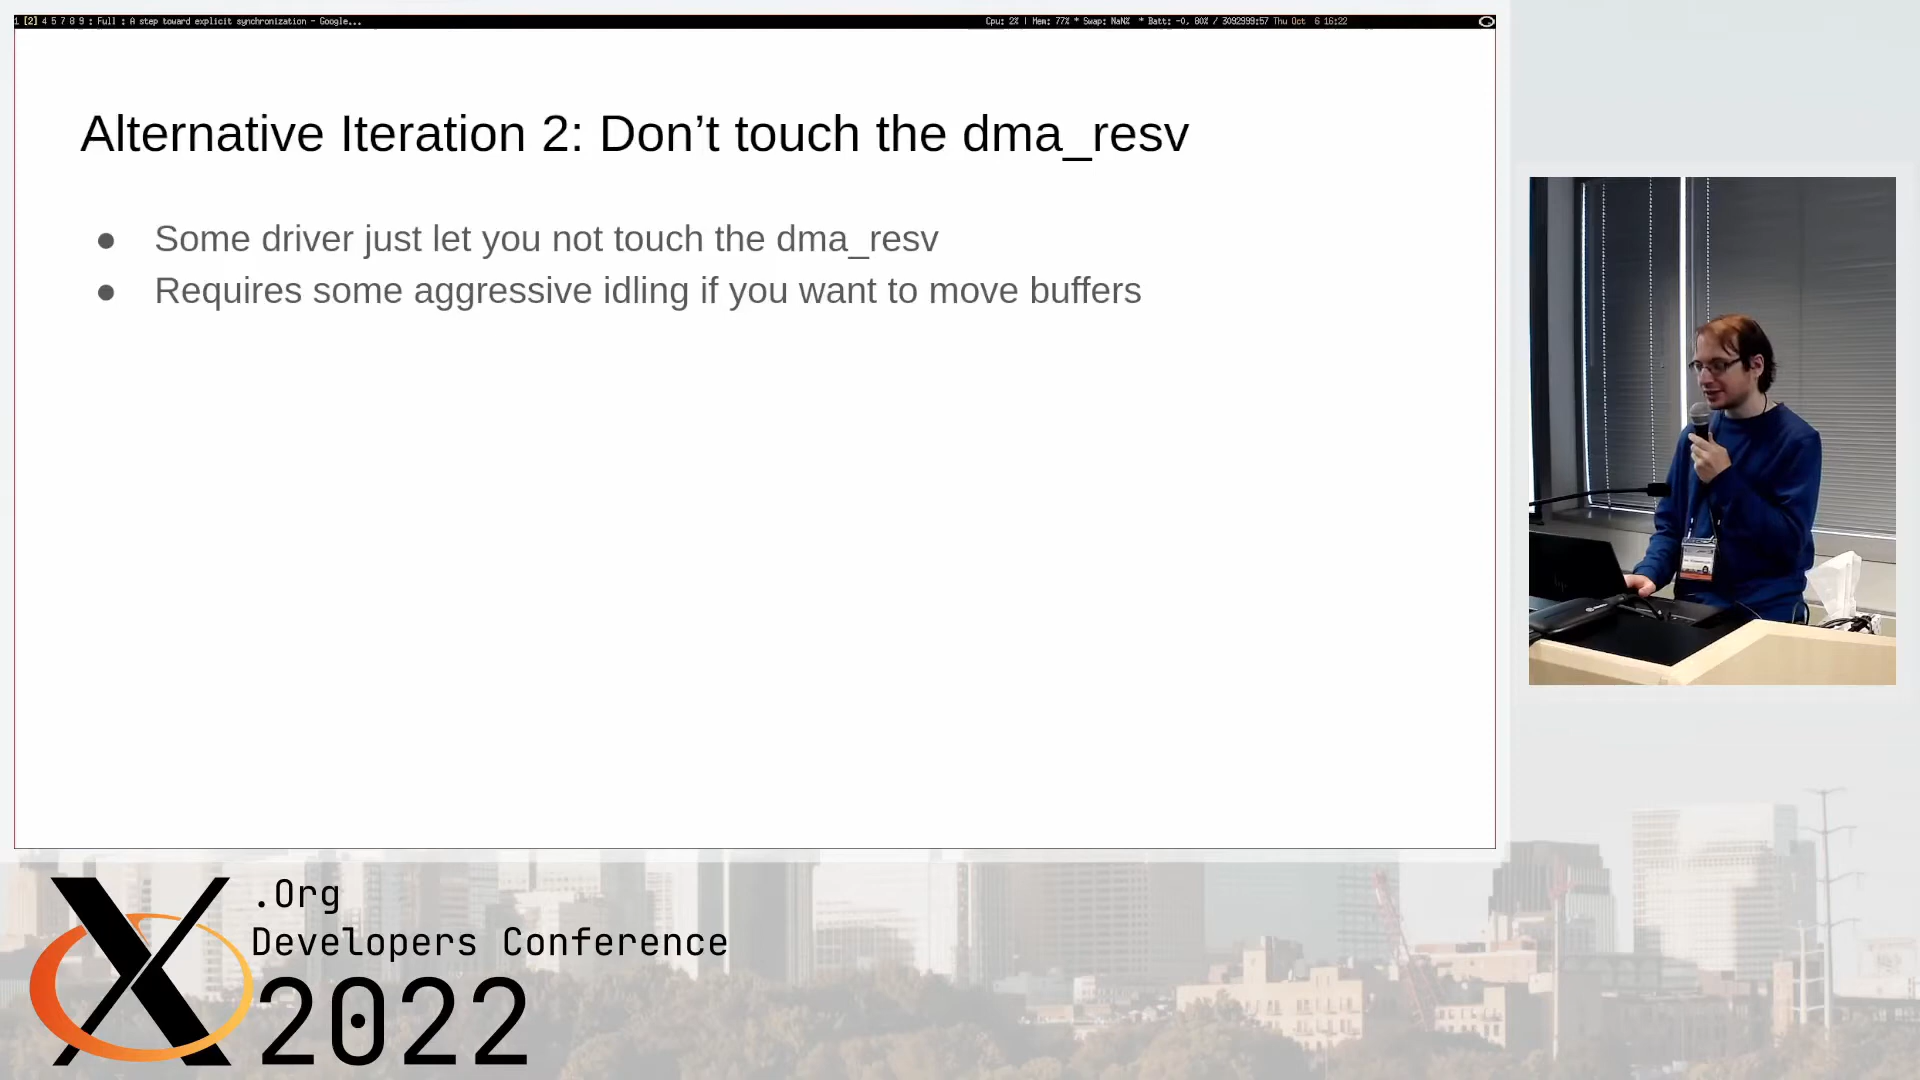 1 [2] 4 5 7 8 9 : Full : A step toward explicit synchronization - Google...
Cpu: 2% | Mem: 77% * Swap: NaN% * Batt: -0, 80% / 3092999:57 Thu Oct 6 16:22
Alternative Iteration 2: Don’t touch the dma_resv
● Some driver just let you not touch the dma_resv
● Requires some aggressive idling if you want to move buffers
X.Org
Developers Conference
2022